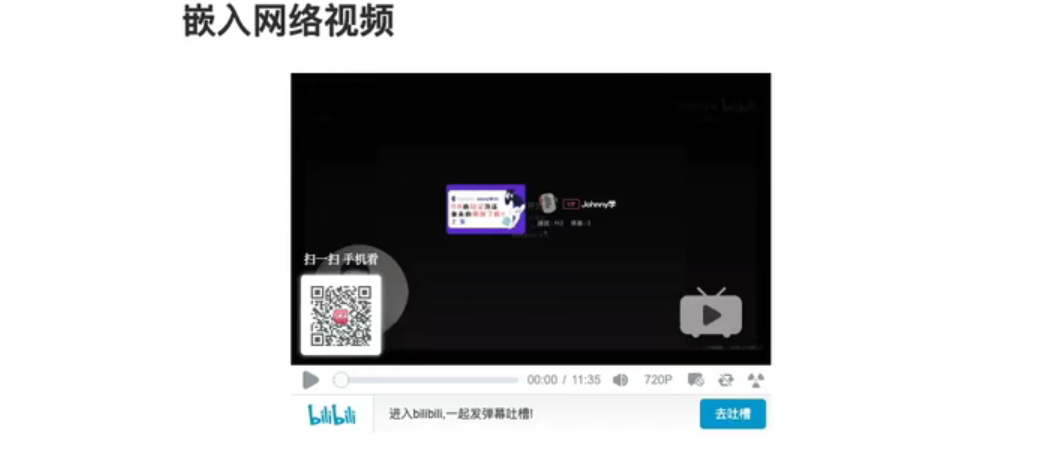 嵌入网络视频
bilibili
UP Johnny学
扫一扫 手机看
00:00 / 11:35
720P
bilibili
进入bilibili,一起发弹幕吐槽!
去吐槽